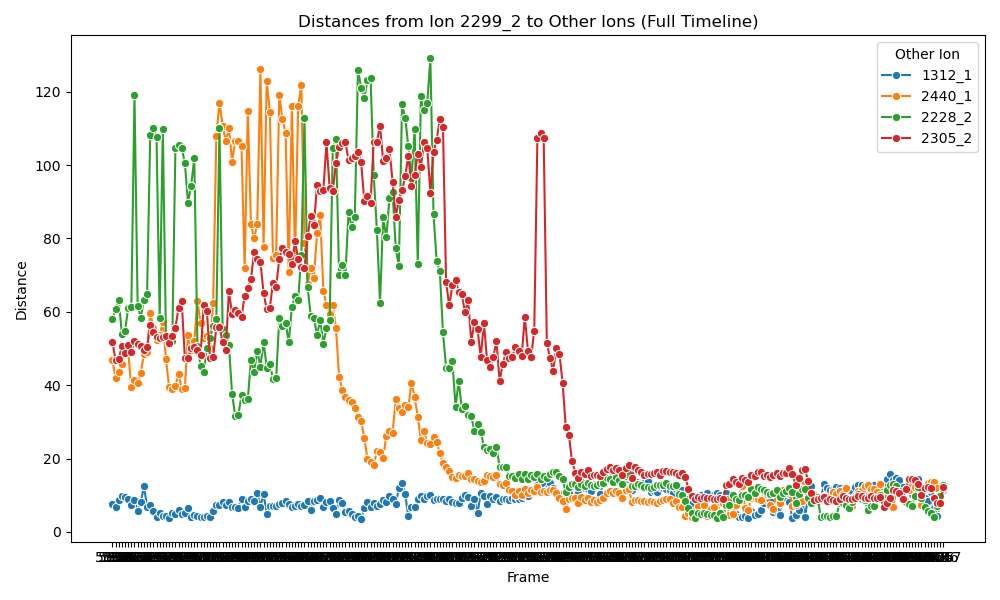 Distances from Ion 2299_2 to Other Ions (Full Timeline)
Other Ion
1312_1
2440_1
2228_2
2305_2
Distance
120
100
80
60
40
20
0
Frame